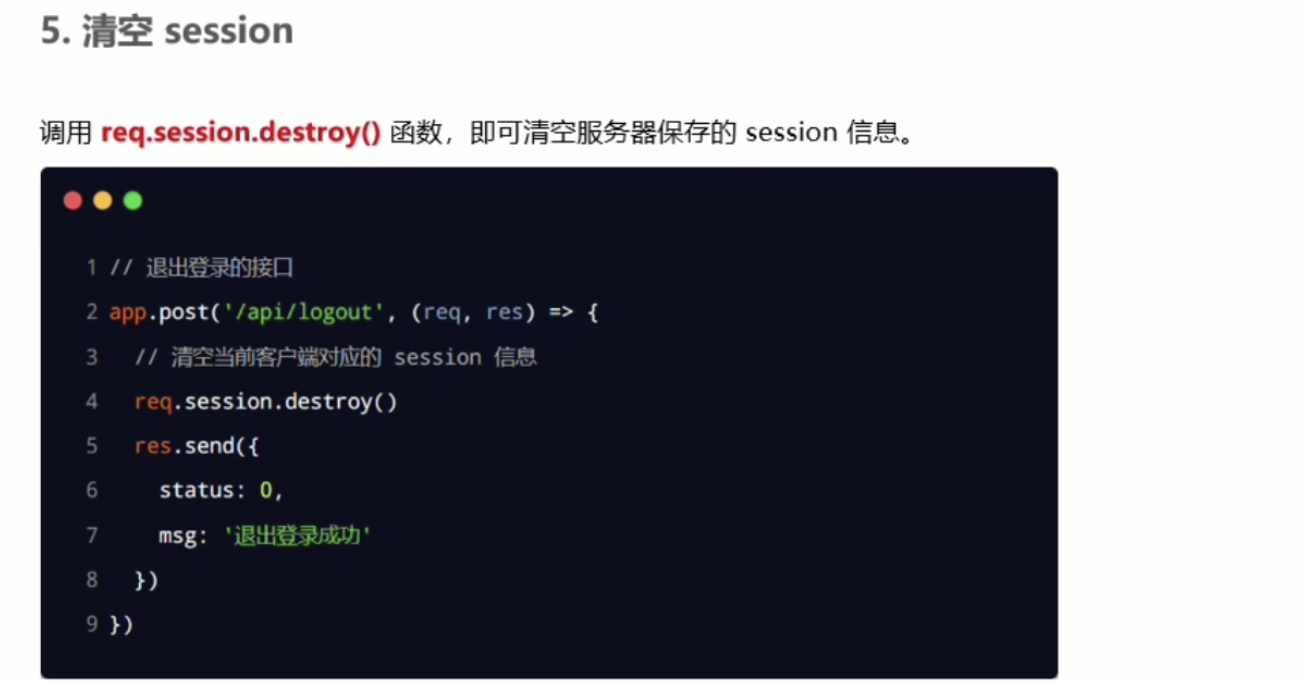 5. 清空 session
调用 req.session.destroy() 函数，即可清空服务器保存的 session 信息。
1 // 退出登录的接口
2 app.post('/api/logout', (req, res) => {
3   // 清空当前客户端对应的 session 信息
4   req.session.destroy()
5   res.send({
6     status: 0,
7     msg: '退出登录成功'
8   })
9 })